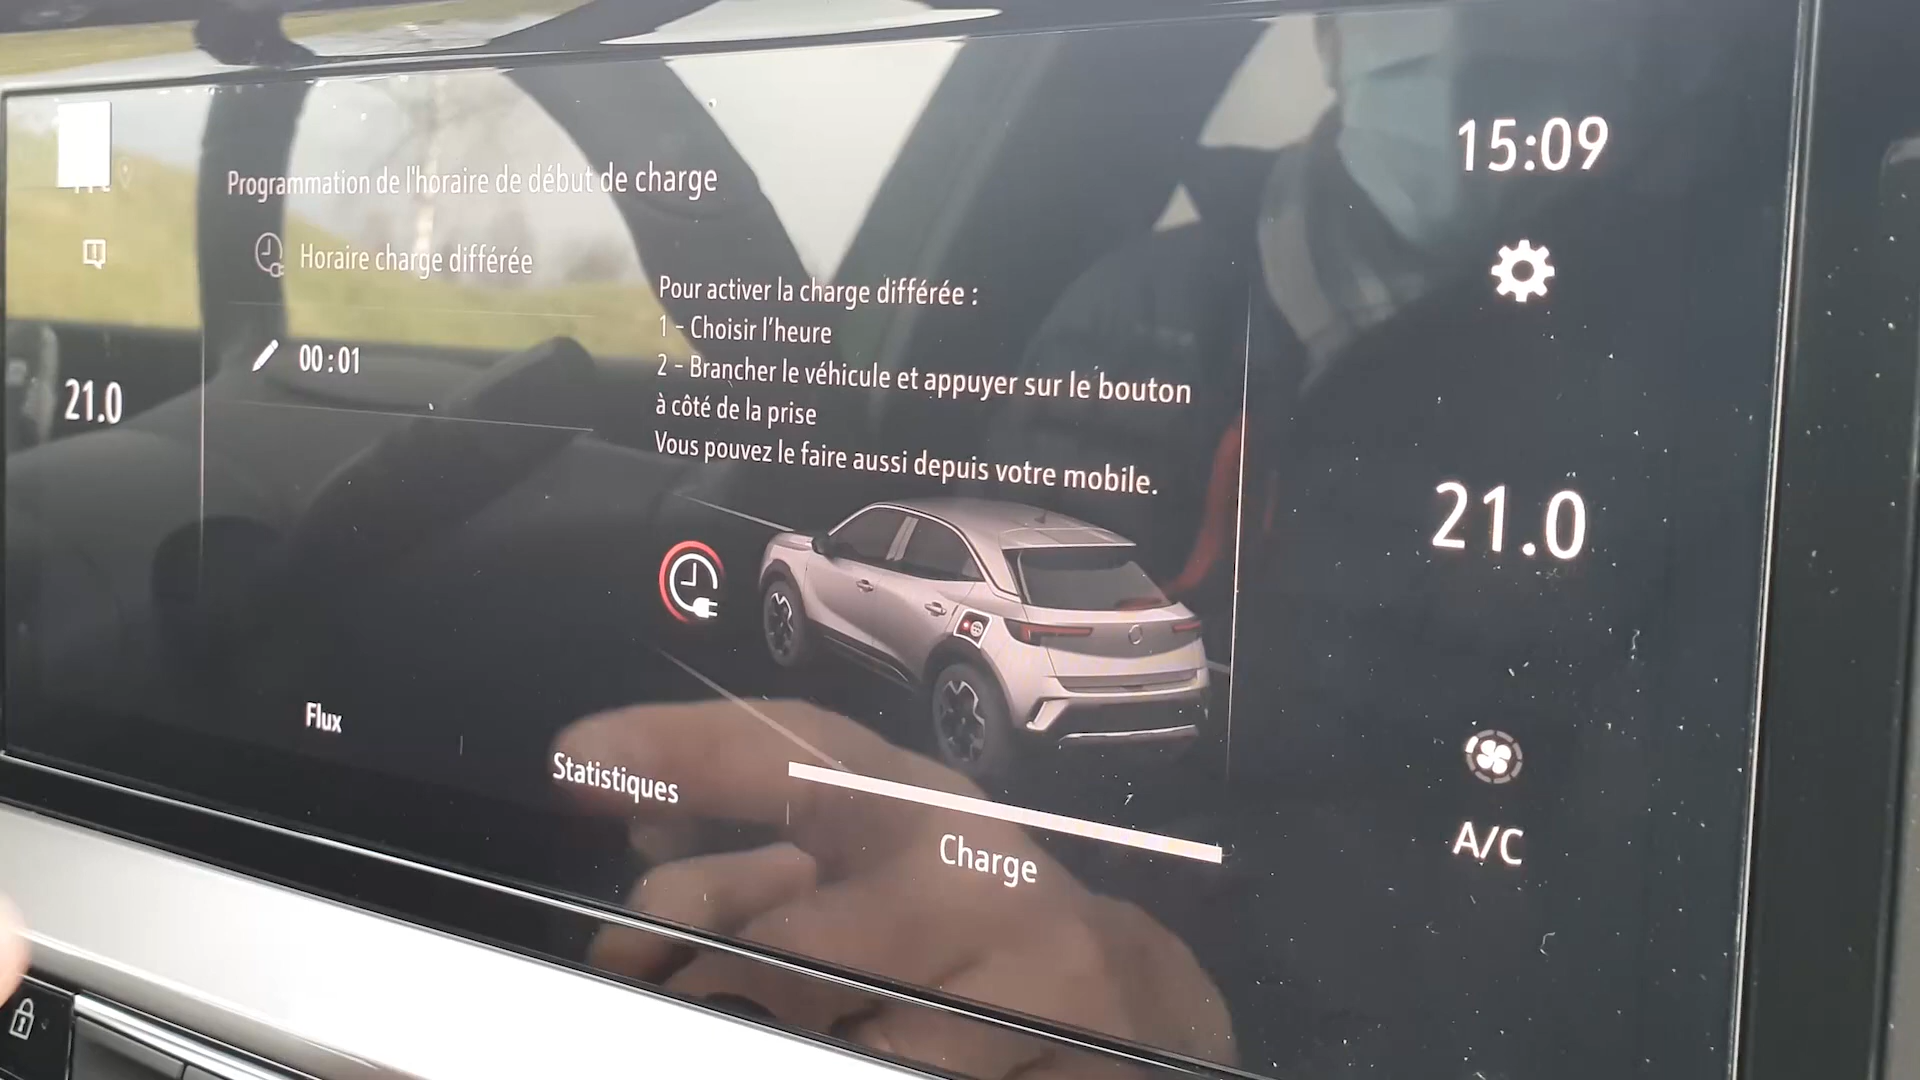 15:09
Programmation de l'horaire de début de charge
Horaire charge différée
00:01
Pour activer la charge différée :
1 - Choisir l'heure
2 - Brancher le véhicule et appuyer sur le bouton
à côté de la prise
Vous pouvez le faire aussi depuis votre mobile.
21.0
21.0
Flux
Statistiques
Charge
A/C